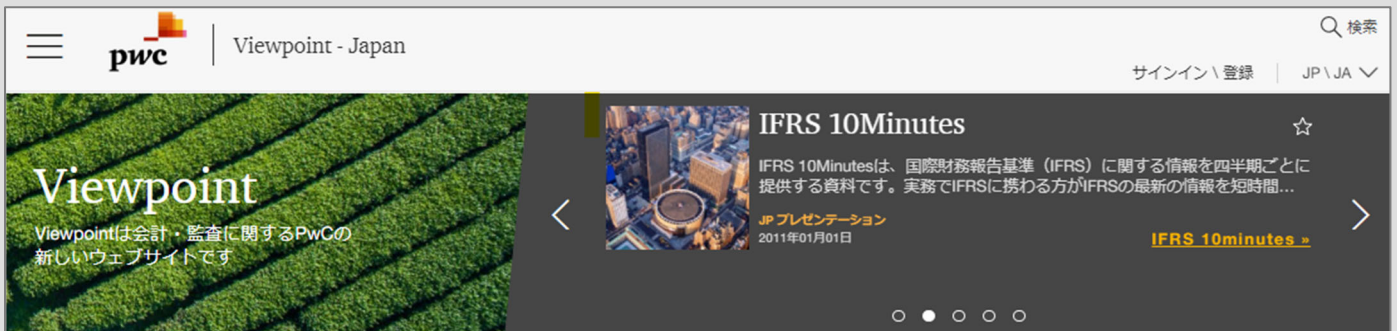 pwc
Viewpoint - Japan
検索
サインイン \ 登録
JP \ JA
Viewpoint
Viewpointは会計・監査に関するPwCの
新しいウェブサイトです
IFRS 10Minutes
IFRS 10Minutesは、国際財務報告基準（IFRS）に関する情報を四半期ごとに
提供する資料です。実務でIFRSに携わる方がIFRSの最新の情報を短時間...
JP プレゼンテーション
2011年01月01日
IFRS 10minutes »